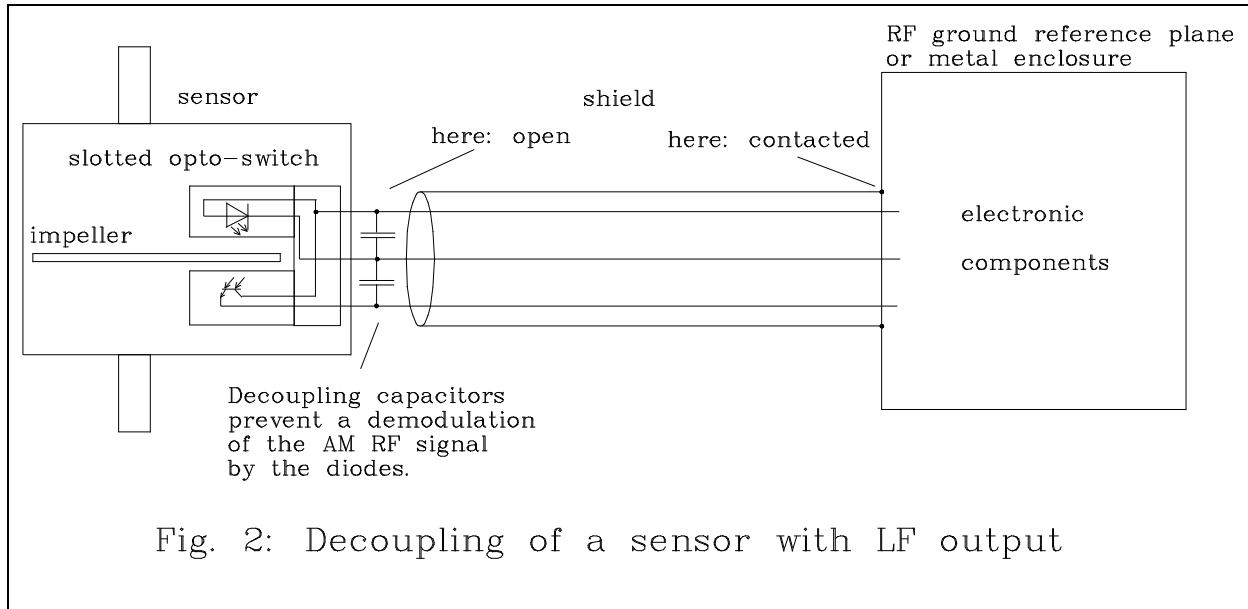 RF ground reference plane
or metal enclosure
sensor
shield
here: open
here: contacted
slotted opto-switch
impeller
electronic
components
Decoupling capacitors
prevent a demodulation
of the AM RF signal
by the diodes.
Fig. 2: Decoupling of a sensor with LF output